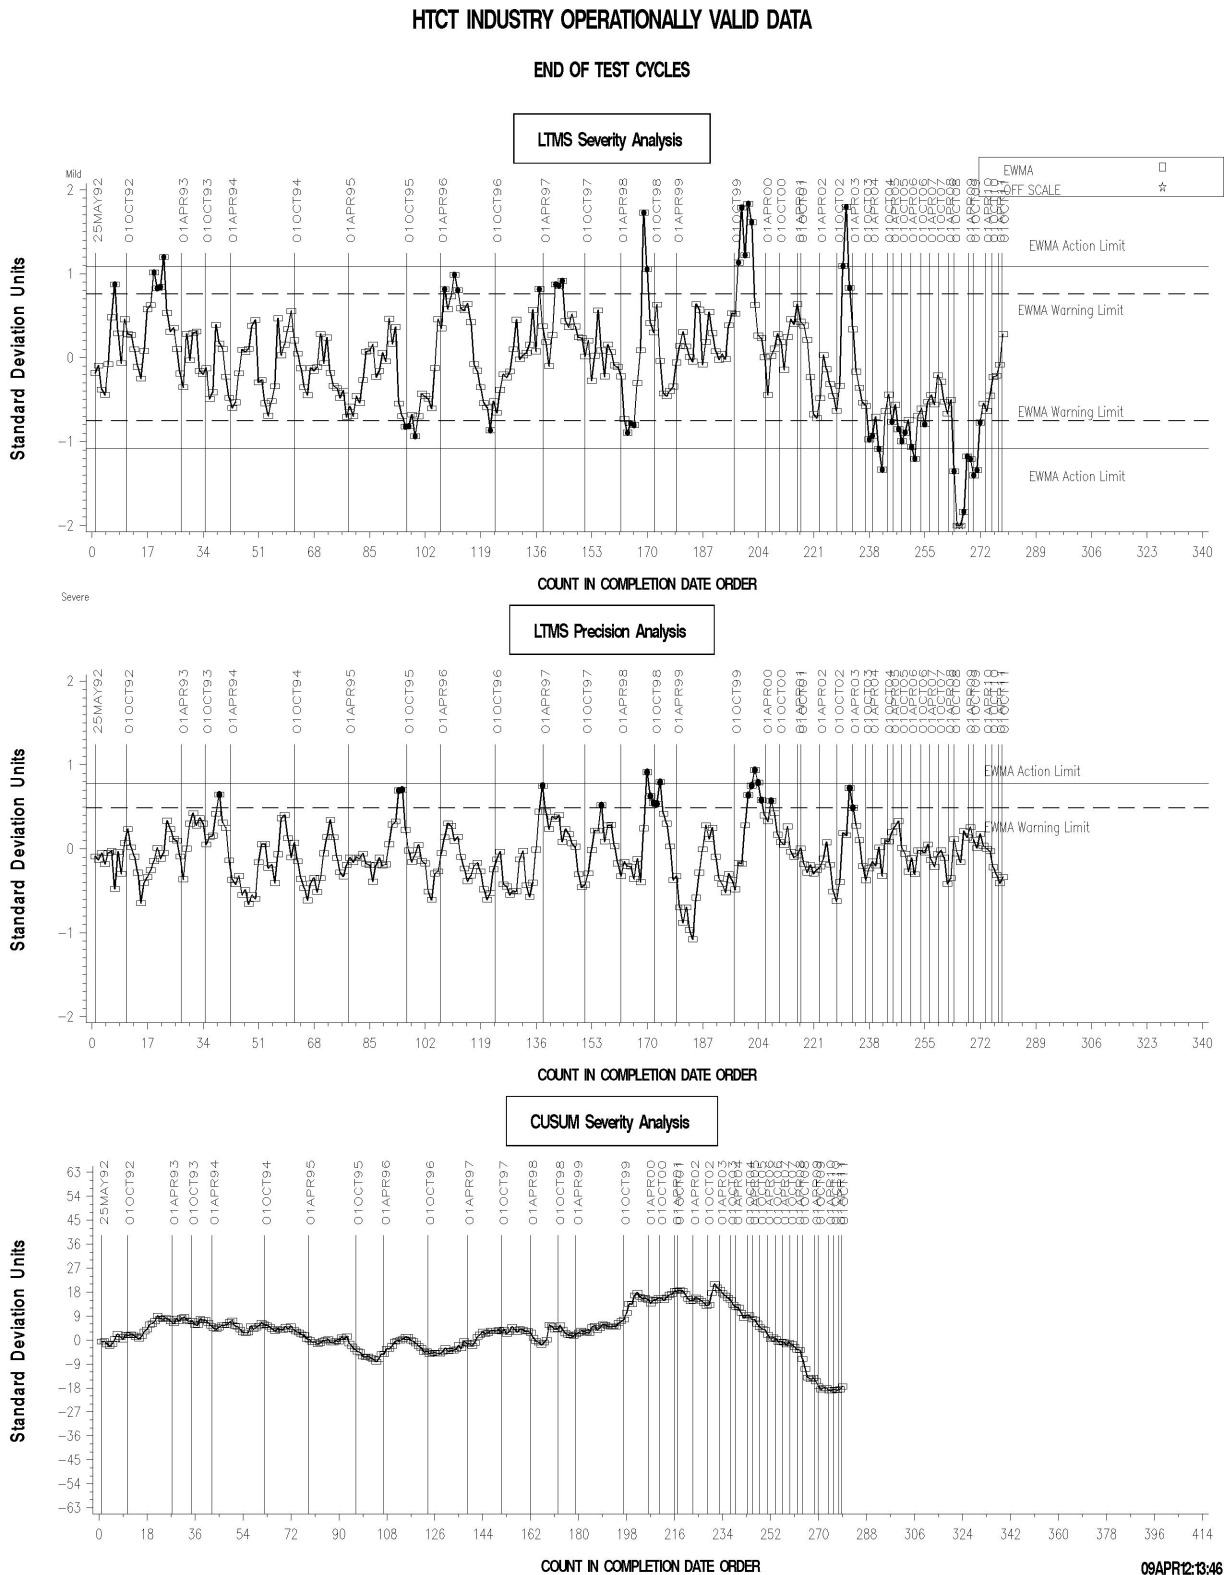 HTCT INDUSTRY OPERATIONALLY VALID DATA
END OF TEST CYCLES
LTMS Severity Analysis
Mild
EWMA
OFF SCALE
25MAY92 01OCT92 01APR93 01OCT93 01APR94 01OCT94 01APR95 01OCT95 01APR96 01OCT96 01APR97 01OCT97 01APR98 01OCT98 01APR99 01OCT99 01APR00 01OCT00 01APR01 01OCT01 01APR02 01OCT02 01APR03 01OCT03 01APR04
2
1
0
-1
-2
Standard Deviation Units
EWMA Action Limit
EWMA Warning Limit
EWMA Warning Limit
EWMA Action Limit
0 17 34 51 68 85 102 119 136 153 170 187 204 221 238 255 272 289 306 323 340
COUNT IN COMPLETION DATE ORDER
Severe
LTMS Precision Analysis
25MAY92 01OCT92 01APR93 01OCT93 01APR94 01OCT94 01APR95 01OCT95 01APR96 01OCT96 01APR97 01OCT97 01APR98 01OCT98 01APR99 01OCT99 01APR00 01OCT00 01APR01 01OCT01 01APR02 01OCT02 01APR03 01OCT03 01APR04
2
1
0
-1
-2
Standard Deviation Units
EWMA Action Limit
EWMA Warning Limit
0 17 34 51 68 85 102 119 136 153 170 187 204 221 238 255 272 289 306 323 340
COUNT IN COMPLETION DATE ORDER
CUSUM Severity Analysis
25MAY92 01OCT92 01APR93 01OCT93 01APR94 01OCT94 01APR95 01OCT95 01APR96 01OCT96 01APR97 01OCT97 01APR98 01OCT98 01APR99 01OCT99 01APR00 01OCT00 01APR02 01OCT02 01APR03
63
54
45
36
27
18
9
0
-9
-18
-27
-36
-45
-54
-63
Standard Deviation Units
0 18 36 54 72 90 108 126 144 162 180 198 216 234 252 270 288 306 324 342 360 378 396 414
COUNT IN COMPLETION DATE ORDER
09APR12:13:46